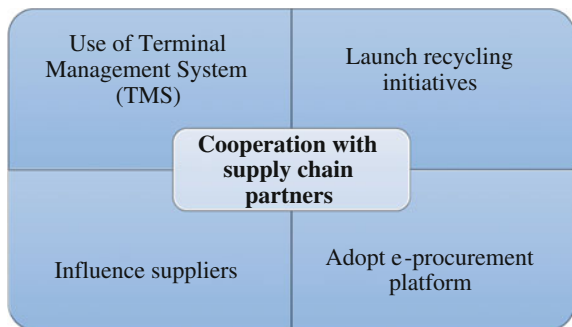 Use of Terminal
Management System
(TMS)
Launch recycling
initiatives
Cooperation with
supply chain
partners
Influence suppliers
Adopt e-procurement
platform